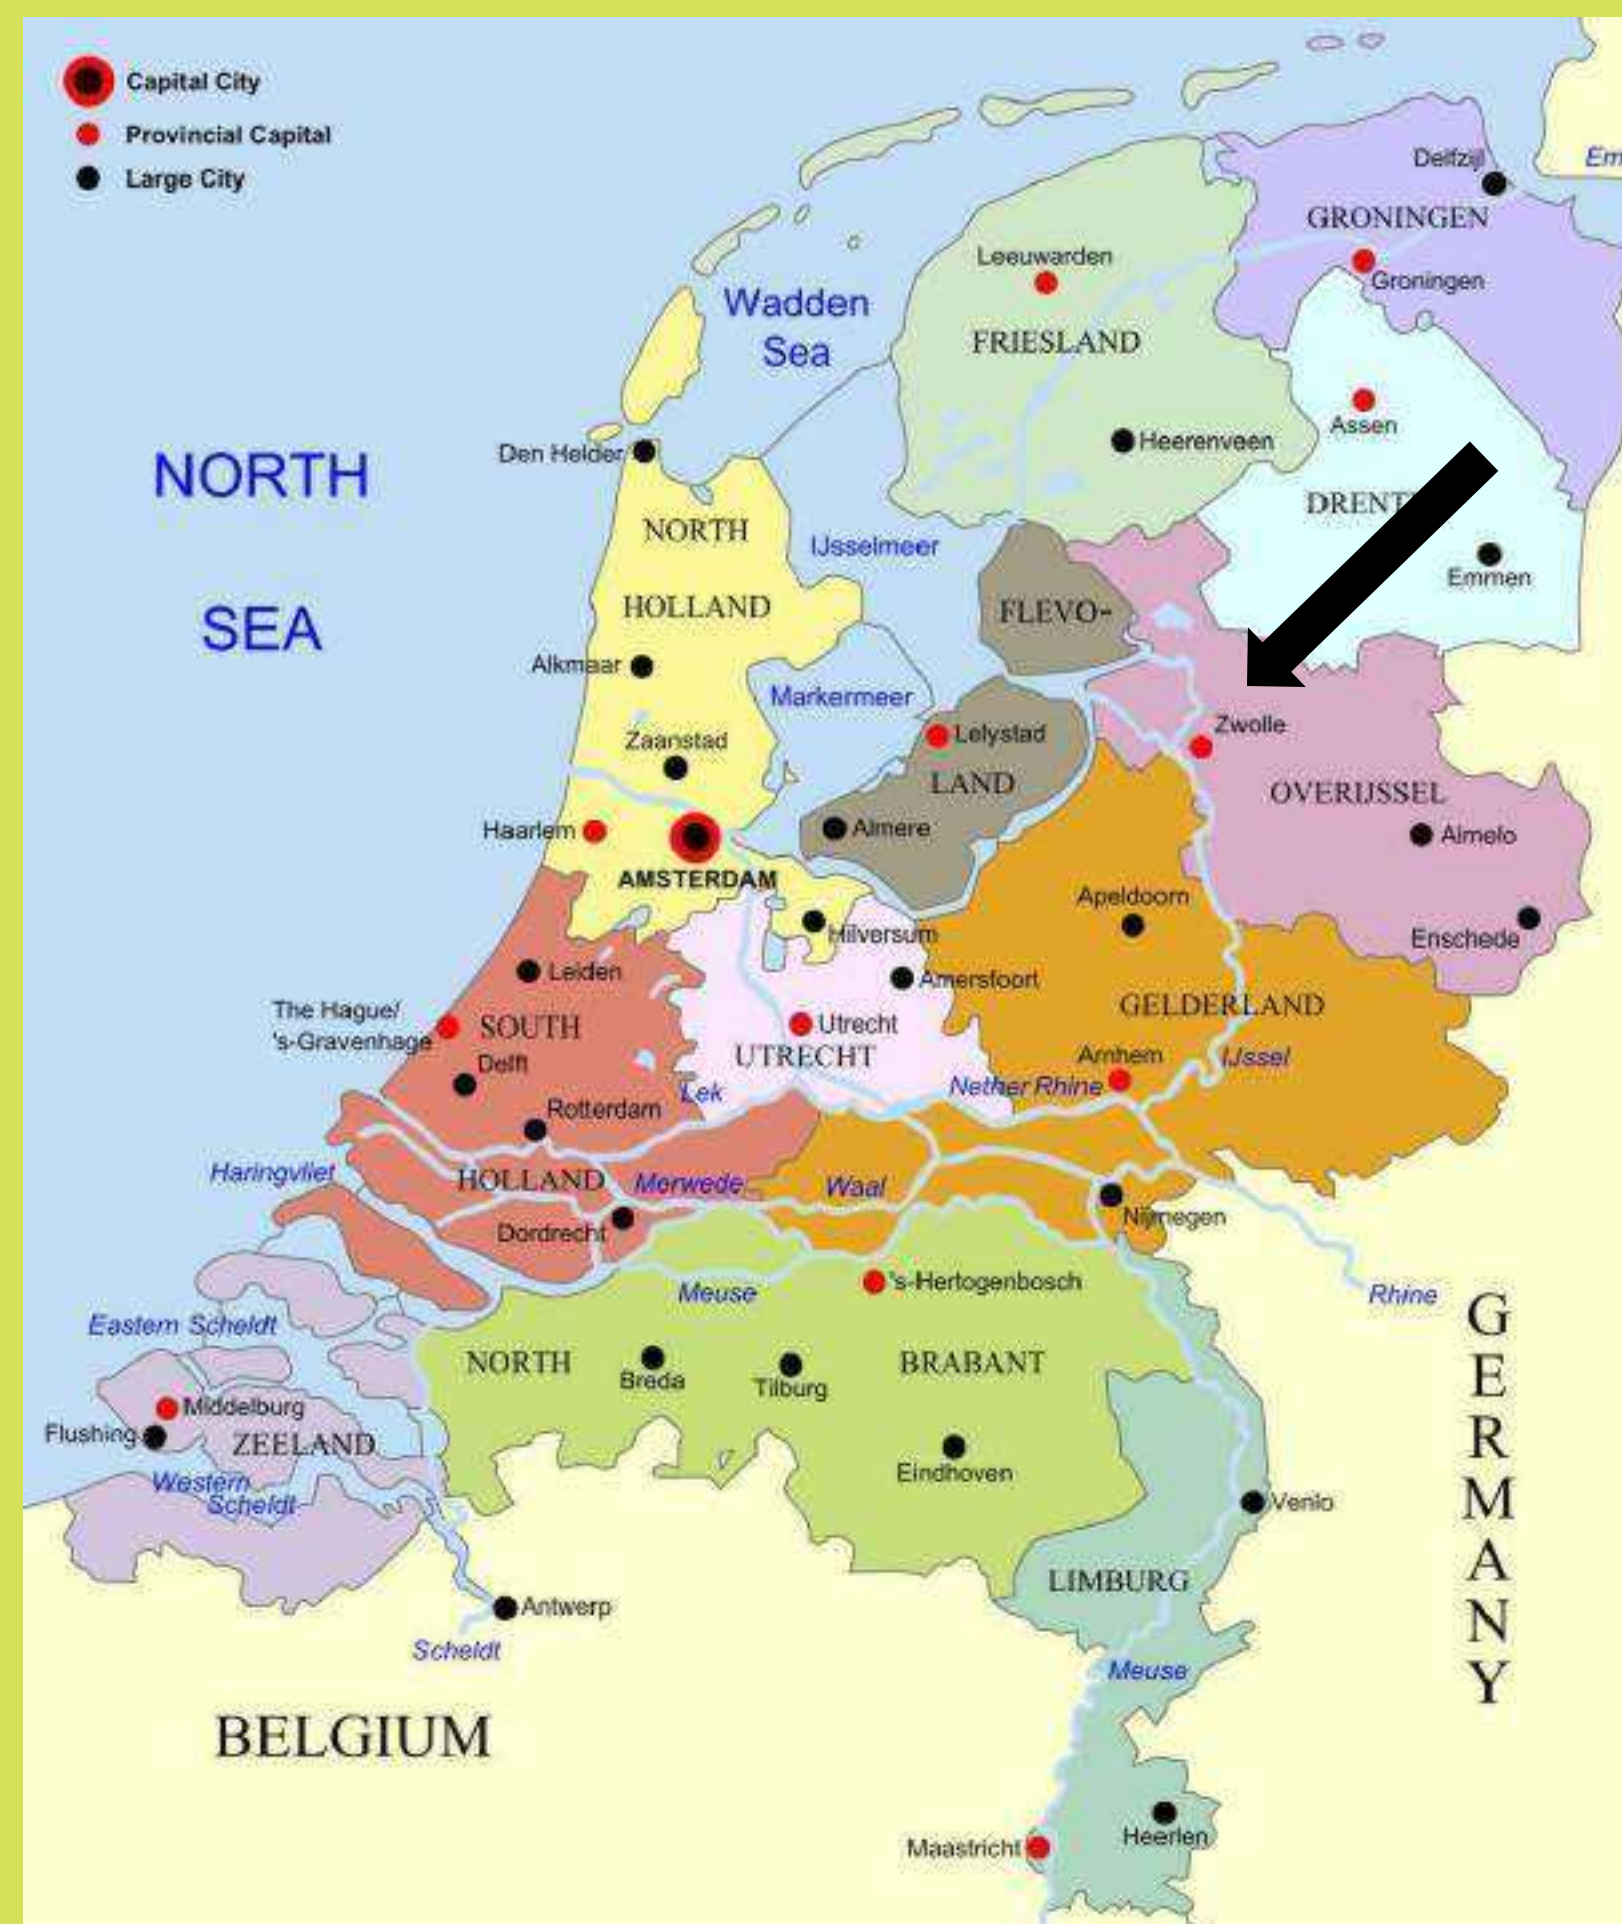 Capital City
Provincial Capital
Large City
Delfzijl
GRONINGEN
Groningen
Leeuwarden
FRIESLAND
Wadden
Sea
Assen
Heerenveen
Den Helder
NORTH
SEA
NORTH
HOLLAND
IJsselmeer
FLEVO-
Emmen
Alkmaar
Markermeer
Zaanstad
Lelystad
LAND
Zwolle
OVERIJSSEL
Almelo
Haarlem
AMSTERDAM
Almere
Apeldoorn
Enschede
Hilversum
Leiden
Amersfoort
The Hague/
's-Gravenhage
SOUTH
Utrecht
UTRECHT
GELDERLAND
Delft
Arnhem
IJssel
Lek
Nether Rhine
Rotterdam
Haringvliet
HOLLAND
Merwede
Waal
Nijmegen
Dordrecht
Meuse
's-Hertogenbosch
Rhine
Eastern Scheldt
NORTH
BRABANT
Breda
Tilburg
Middelburg
Flushing
ZEELAND
Eindhoven
Western
Scheldt
Venlo
GERMANY
LIMBURG
Antwerp
Scheldt
Meuse
BELGIUM
Heerlen
Maastricht